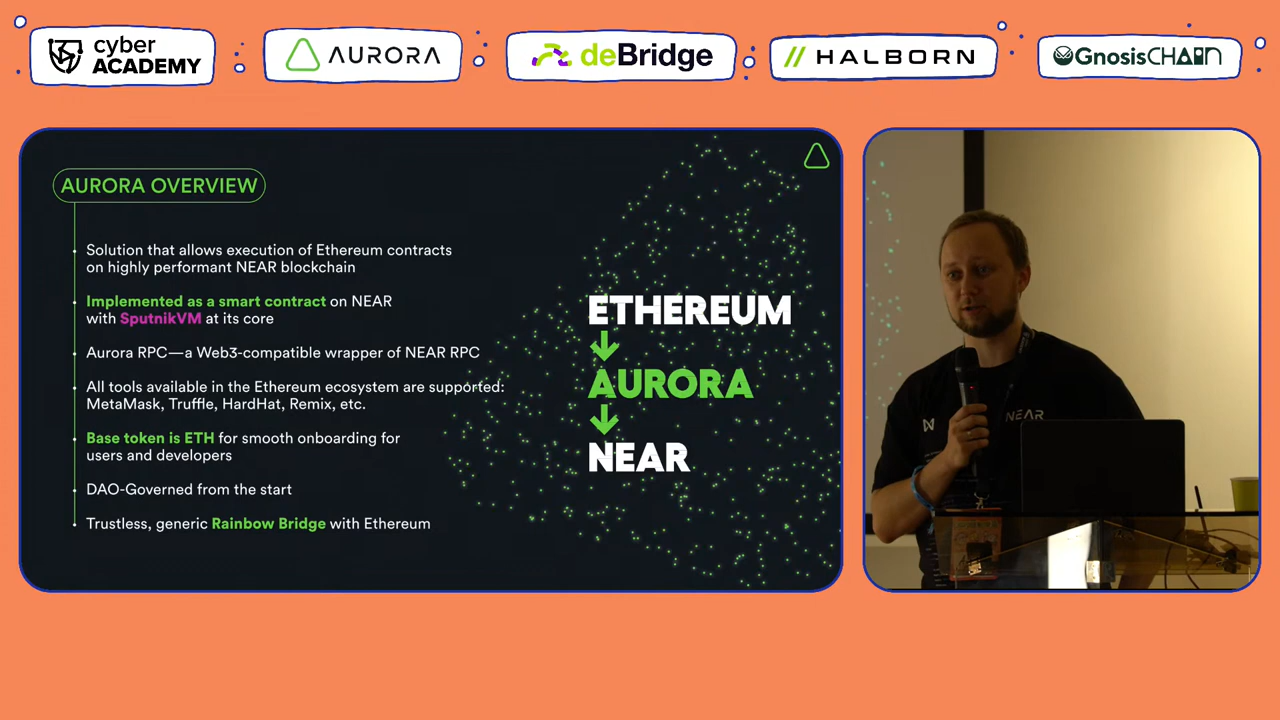 cyber
ACADEMY
AURORA
deBridge
// HALBORN
GnosisCHAIN
AURORA OVERVIEW
Solution that allows execution of Ethereum contracts
on highly performant NEAR blockchain
Implemented as a smart contract on NEAR
with SputnikVM at its core
Aurora RPC—a Web3-compatible wrapper of NEAR RPC
All tools available in the Ethereum ecosystem are supported:
MetaMask, Truffle, HardHat, Remix, etc.
Base token is ETH for smooth onboarding for
users and developers
DAO-Governed from the start
Trustless, generic Rainbow Bridge with Ethereum
ETHEREUM
AURORA
NEAR
NEAR